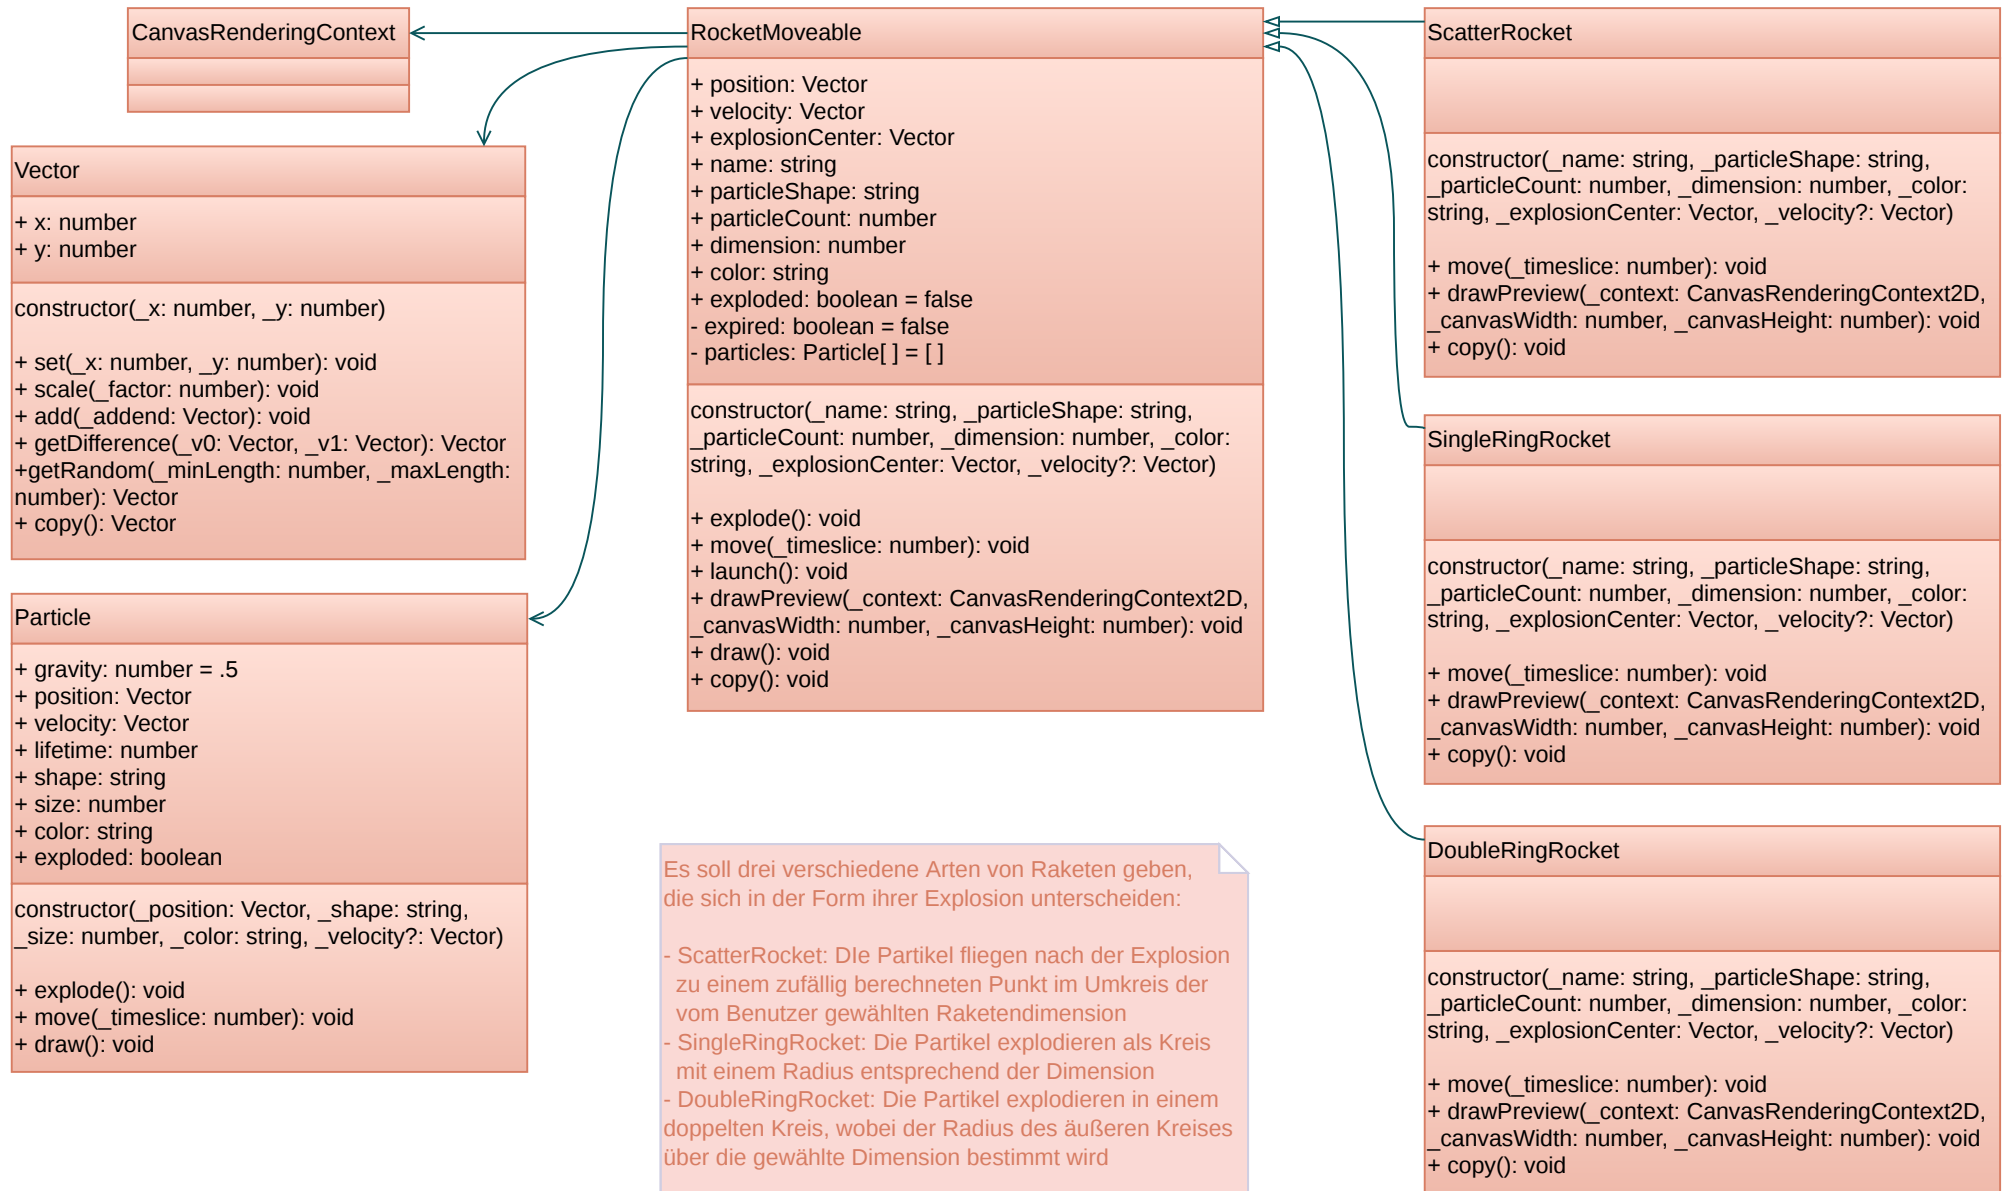 CanvasRenderingContext
Vector
+ x: number
+ y: number
constructor(_x: number, _y: number)
+ set(_x: number, _y: number): void
+ scale(_factor: number): void
+ add(_addend: Vector): void
+ getDifference(_v0: Vector, _v1: Vector): Vector
+getRandom(_minLength: number, _maxLength:
number): Vector
+ copy(): Vector
Particle
+ gravity: number = .5
+ position: Vector
+ velocity: Vector
+ lifetime: number
+ shape: string
+ size: number
+ color: string
+ exploded: boolean
constructor(_position: Vector, _shape: string,
_size: number, _color: string, _velocity?: Vector)
+ explode(): void
+ move(_timeslice: number): void
+ draw(): void
RocketMoveable
+ position: Vector
+ velocity: Vector
+ explosionCenter: Vector
+ name: string
+ particleShape: string
+ particleCount: number
+ dimension: number
+ color: string
+ exploded: boolean = false
- expired: boolean = false
- particles: Particle[ ] = [ ]
constructor(_name: string, _particleShape: string,
_particleCount: number, _dimension: number, _color:
string, _explosionCenter: Vector, _velocity?: Vector)
+ explode(): void
+ move(_timeslice: number): void
+ launch(): void
+ drawPreview(_context: CanvasRenderingContext2D,
_canvasWidth: number, _canvasHeight: number): void
+ draw(): void
+ copy(): void
Es soll drei verschiedene Arten von Raketen geben,
die sich in der Form ihrer Explosion unterscheiden:
- ScatterRocket: DIe Partikel fliegen nach der Explosion
zu einem zufällig berechneten Punkt im Umkreis der
vom Benutzer gewählten Raketendimension
- SingleRingRocket: Die Partikel explodieren als Kreis
mit einem Radius entsprechend der Dimension
- DoubleRingRocket: Die Partikel explodieren in einem
doppelten Kreis, wobei der Radius des äußeren Kreises
über die gewählte Dimension bestimmt wird
ScatterRocket
constructor(_name: string, _particleShape: string,
_particleCount: number, _dimension: number, _color:
string, _explosionCenter: Vector, _velocity?: Vector)
+ move(_timeslice: number): void
+ drawPreview(_context: CanvasRenderingContext2D,
_canvasWidth: number, _canvasHeight: number): void
+ copy(): void
SingleRingRocket
constructor(_name: string, _particleShape: string,
_particleCount: number, _dimension: number, _color:
string, _explosionCenter: Vector, _velocity?: Vector)
+ move(_timeslice: number): void
+ drawPreview(_context: CanvasRenderingContext2D,
_canvasWidth: number, _canvasHeight: number): void
+ copy(): void
DoubleRingRocket
constructor(_name: string, _particleShape: string,
_particleCount: number, _dimension: number, _color:
string, _explosionCenter: Vector, _velocity?: Vector)
+ move(_timeslice: number): void
+ drawPreview(_context: CanvasRenderingContext2D,
_canvasWidth: number, _canvasHeight: number): void
+ copy(): void